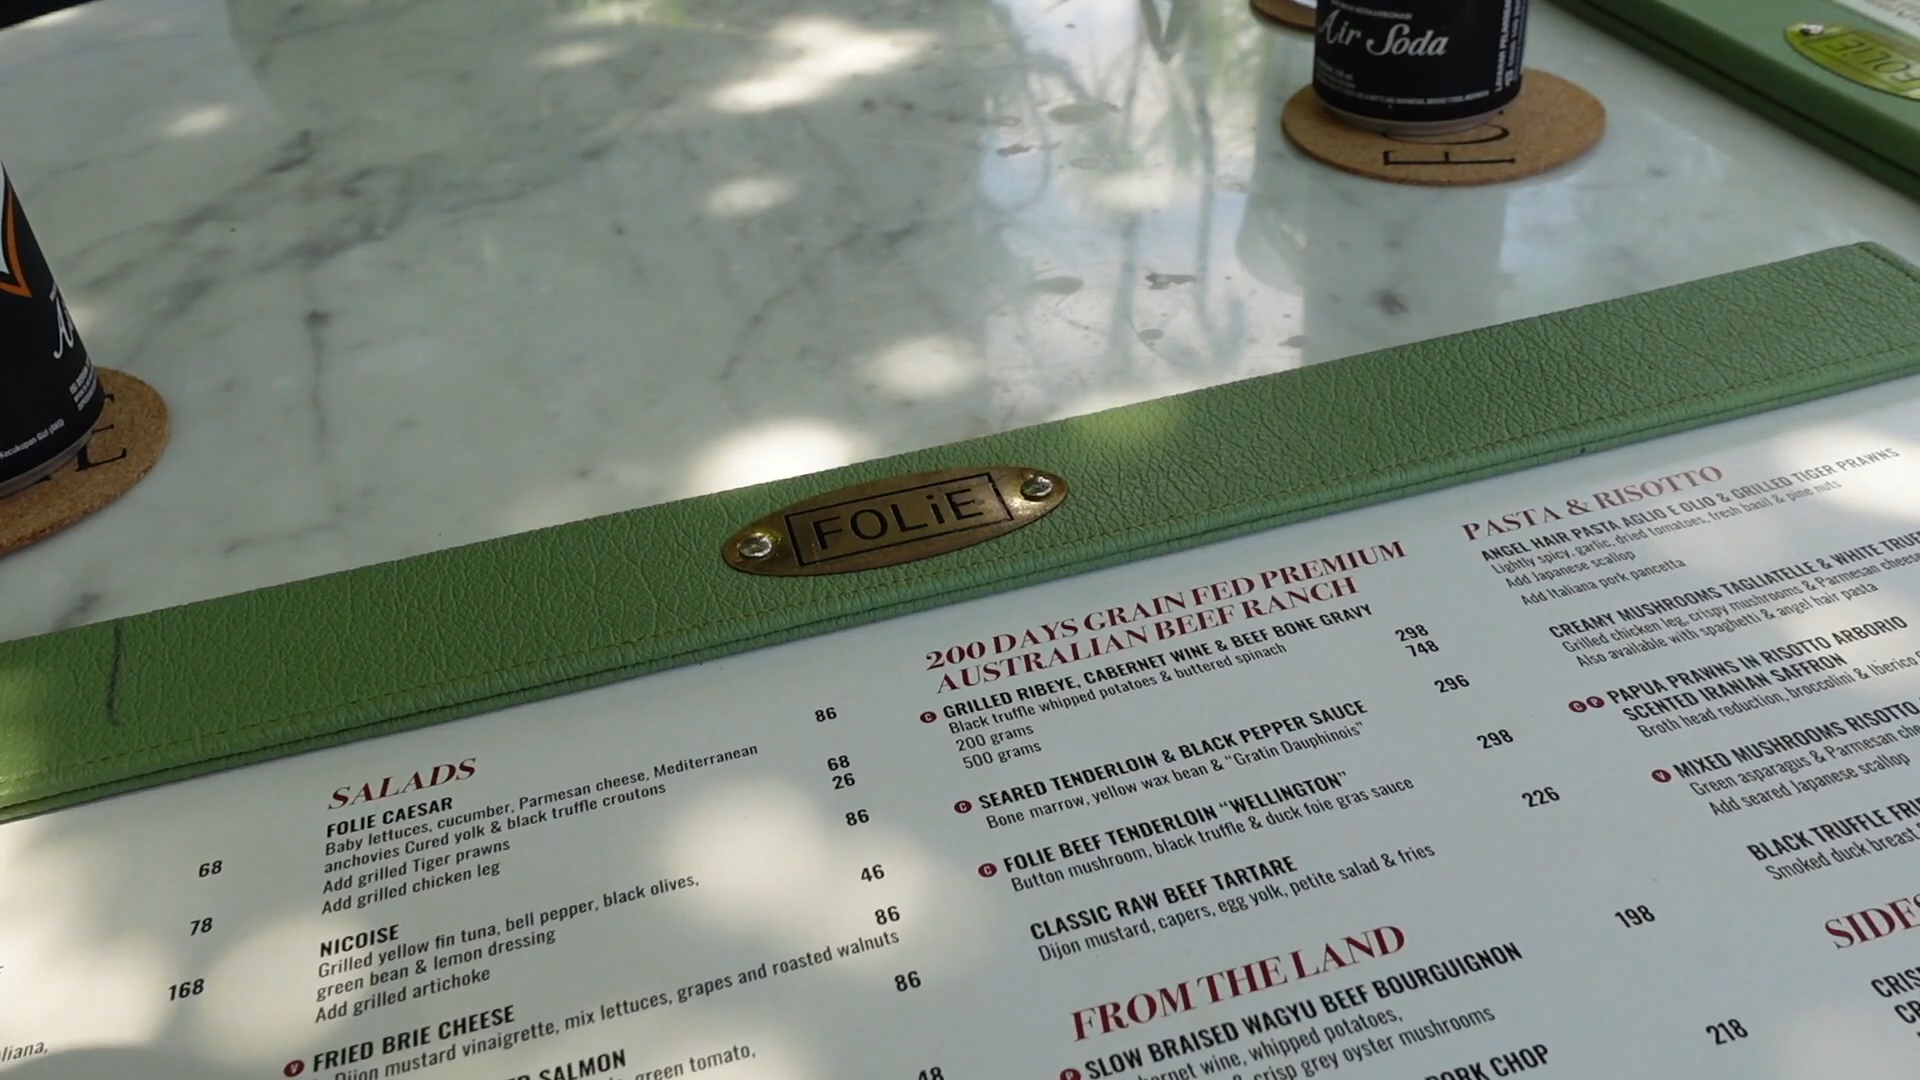 Air Soda
FOLiE
FOLiE
SALADS
FOLIE CAESAR 86
Baby lettuces, cucumber, Parmesan cheese, Mediterranean
anchovies Cured yolk & black truffle croutons
Add grilled Tiger prawns 68
Add grilled chicken leg 26
NICOISE 86
Grilled yellow fin tuna, bell pepper, black olives,
green bean & lemon dressing
Add grilled artichoke 46
FRIED BRIE CHEESE 86
Dijon mustard vinaigrette, mix lettuces, grapes and roasted walnuts
SALMON 86
green tomato,
48
68
78
168
200 DAYS GRAIN FED PREMIUM
AUSTRALIAN BEEF RANCH
C GRILLED RIBEYE, CABERNET WINE & BEEF BONE GRAVY
Black truffle whipped potatoes & buttered spinach
200 grams 298
500 grams 748
C SEARED TENDERLOIN & BLACK PEPPER SAUCE 296
Bone marrow, yellow wax bean & “Gratin Dauphinois”
C FOLIE BEEF TENDERLOIN “WELLINGTON” 298
Button mushroom, black truffle & duck foie gras sauce
CLASSIC RAW BEEF TARTARE 226
Dijon mustard, capers, egg yolk, petite salad & fries
FROM THE LAND
P SLOW BRAISED WAGYU BEEF BOURGUIGNON 198
wine, whipped potatoes,
& crisp grey oyster mushrooms
PORK CHOP 218
PASTA & RISOTTO
ANGEL HAIR PASTA AGLIO E OLIO & GRILLED TIGER PRAWNS
Lightly spicy, garlic, dried tomatoes, fresh basil & pine nuts
Add Japanese scallop
Add Italiana pork pancetta
CREAMY MUSHROOMS TAGLIATELLE & WHITE
Grilled chicken leg, crispy mushrooms & Parmesan cheese
Also available with spaghetti & angel hair pasta
C P PAPUA PRAWNS IN RISOTTO ARBORIO
SCENTED IRANIAN SAFFRON
Broth head reduction, broccolini & Iberico
V MIXED MUSHROOMS RISOTTO
Green asparagus & Parmesan
Add seared Japanese scallop
BLACK TRUFFLE
Smoked duck breast
SIDES